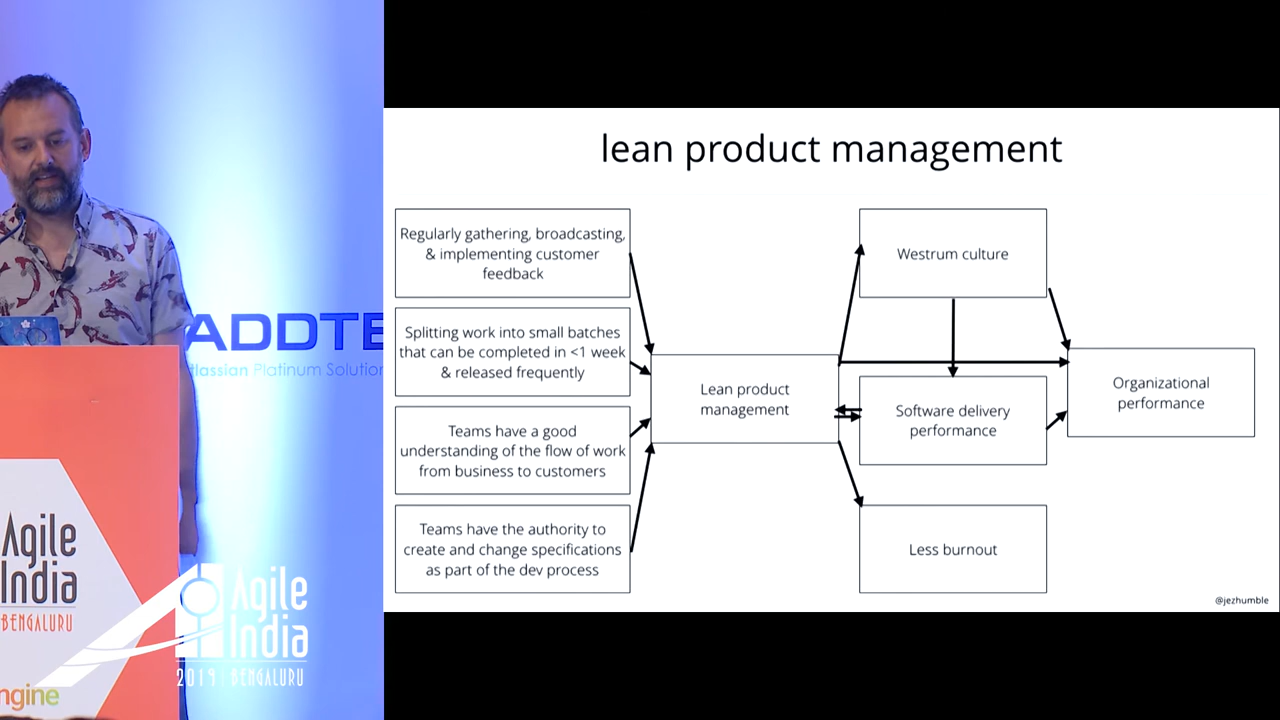 lean product management
Regularly gathering, broadcasting,
& implementing customer
feedback
Splitting work into small batches
that can be completed in <1 week
& released frequently
Teams have a good
understanding of the flow of work
from business to customers
Teams have the authority to
create and change specifications
as part of the dev process
Lean product
management
Westrum culture
Software delivery
performance
Less burnout
Organizational
performance
@jezhumble
ADDTE
lassian Platinum Solution
Agile
India
BENGALURU
ngine
Agile
India
2019 | BENGALURU